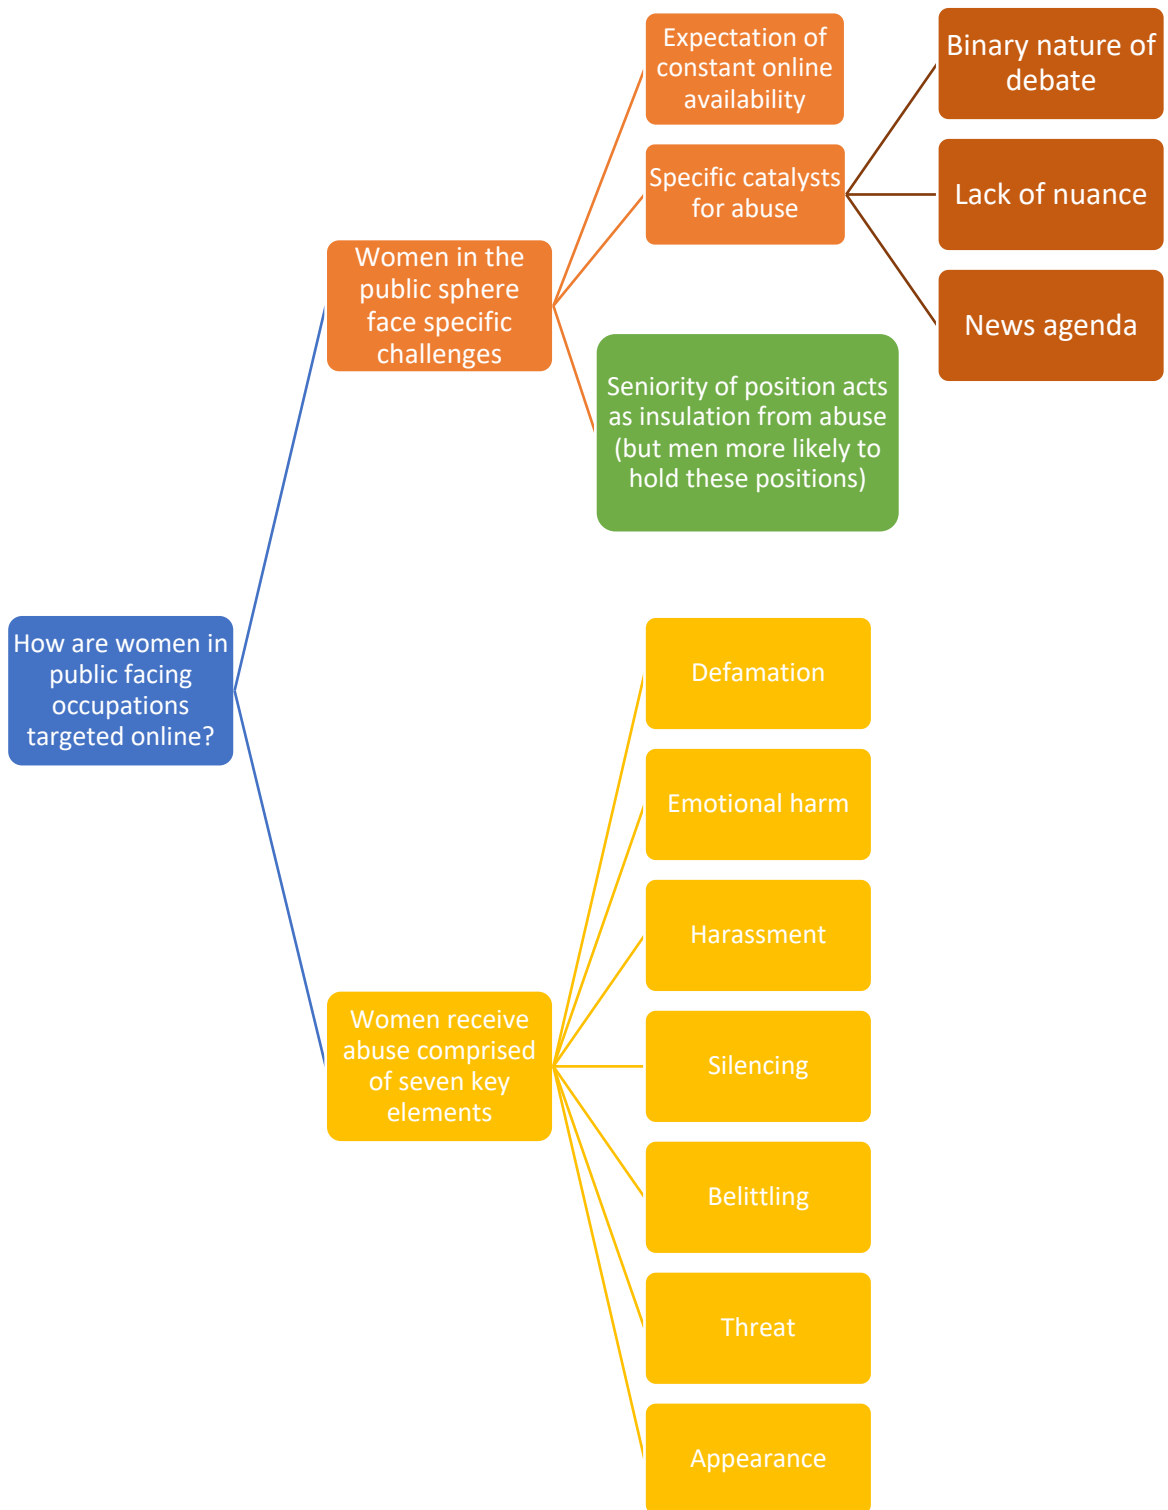 How are women in
public facing
occupations
targeted online?
Women in the
public sphere
face specific
challenges
Expectation of
constant online
availability
Specific catalysts
for abuse
Binary nature of
debate
Lack of nuance
News agenda
Seniority of position acts
as insulation from abuse
(but men more likely to
hold these positions)
Women receive
abuse comprised
of seven key
elements
Defamation
Emotional harm
Harassment
Silencing
Belittling
Threat
Appearance